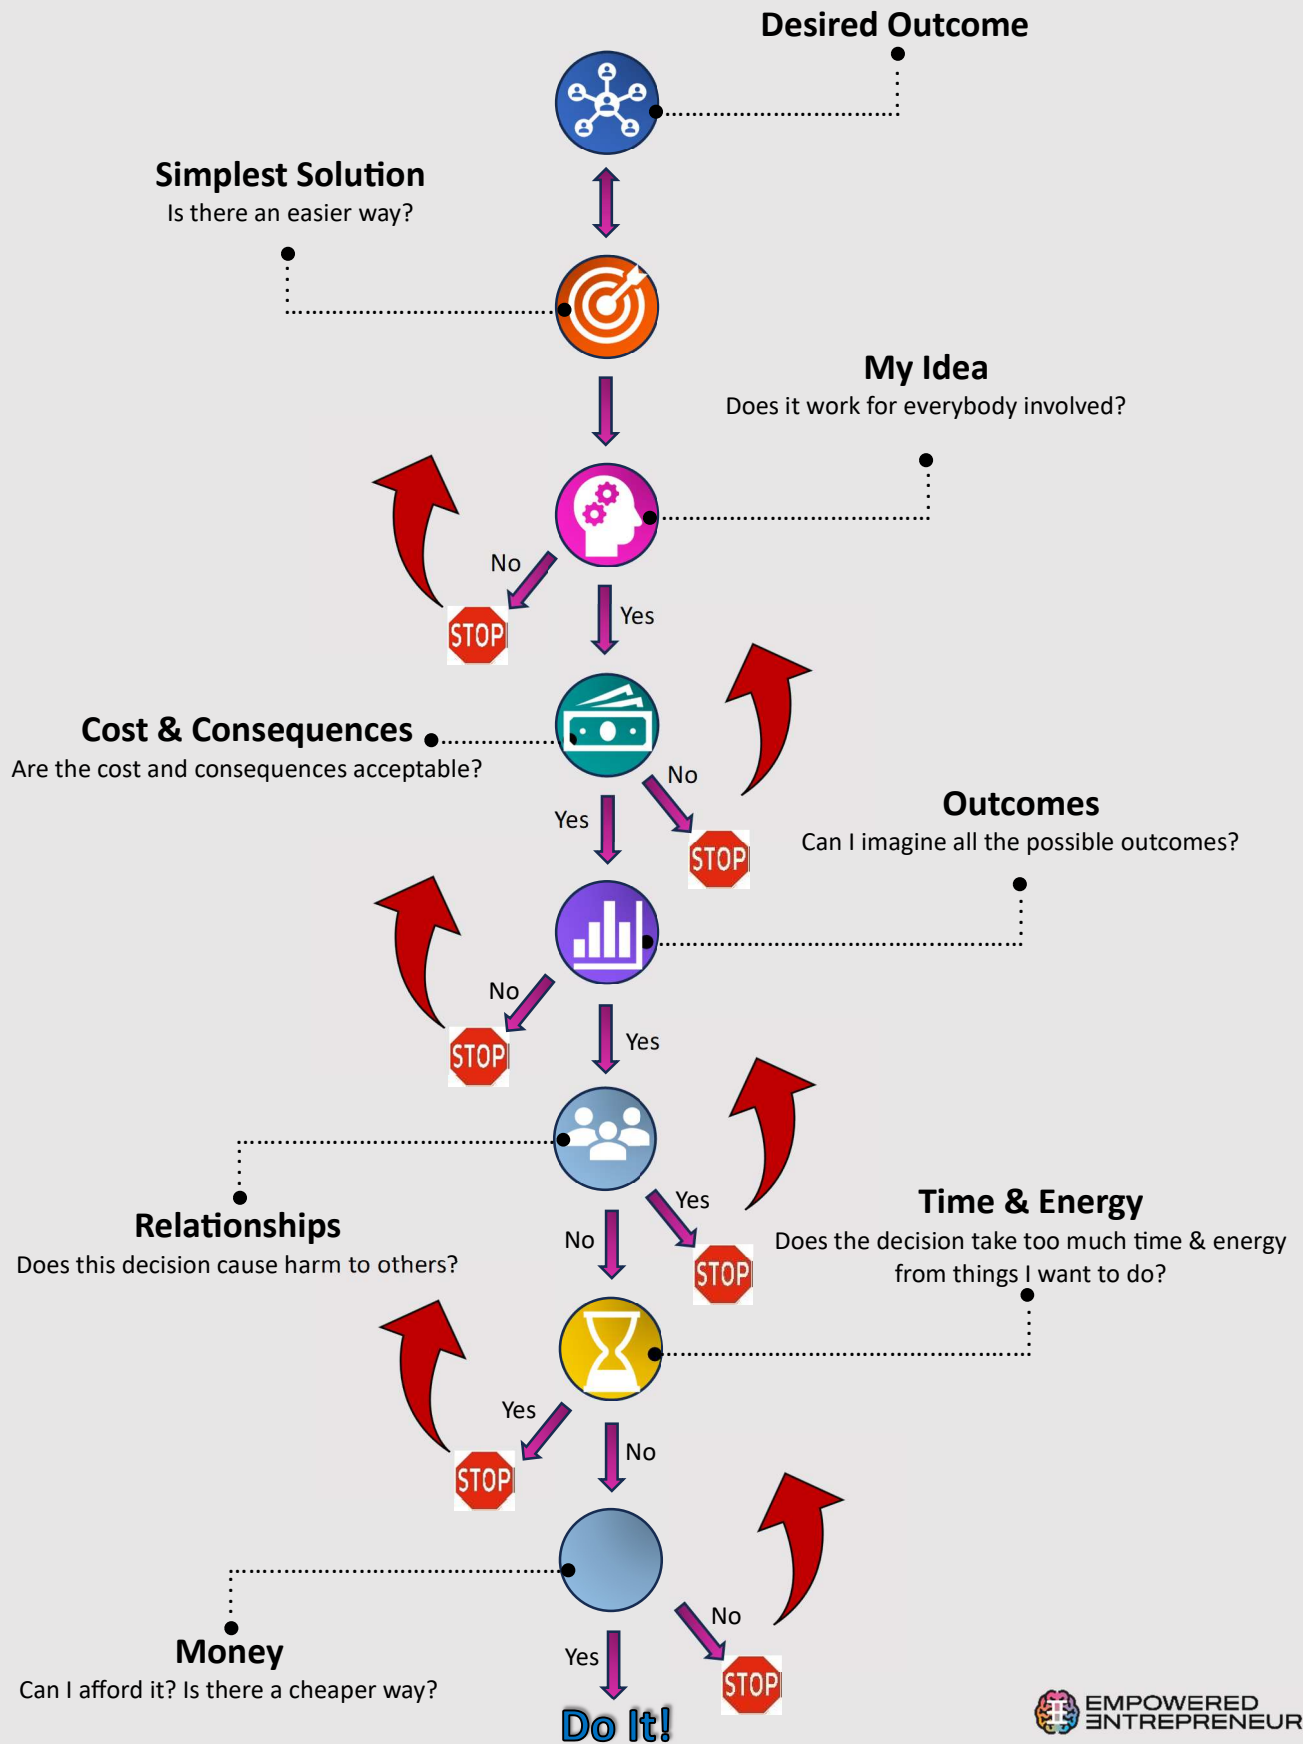 Desired Outcome
Simplest Solution
Is there an easier way?
My Idea
Does it work for everybody involved?
No
Yes
STOP
Cost & Consequences
Are the cost and consequences acceptable?
No
Yes
STOP
Outcomes
Can I imagine all the possible outcomes?
No
Yes
STOP
Relationships
Does this decision cause harm to others?
Yes
No
STOP
Time & Energy
Does the decision take too much time & energy
from things I want to do?
Yes
No
STOP
Money
Can I afford it? Is there a cheaper way?
No
Yes
STOP
Do It!
EMPOWERED
ENTREPRENEUR